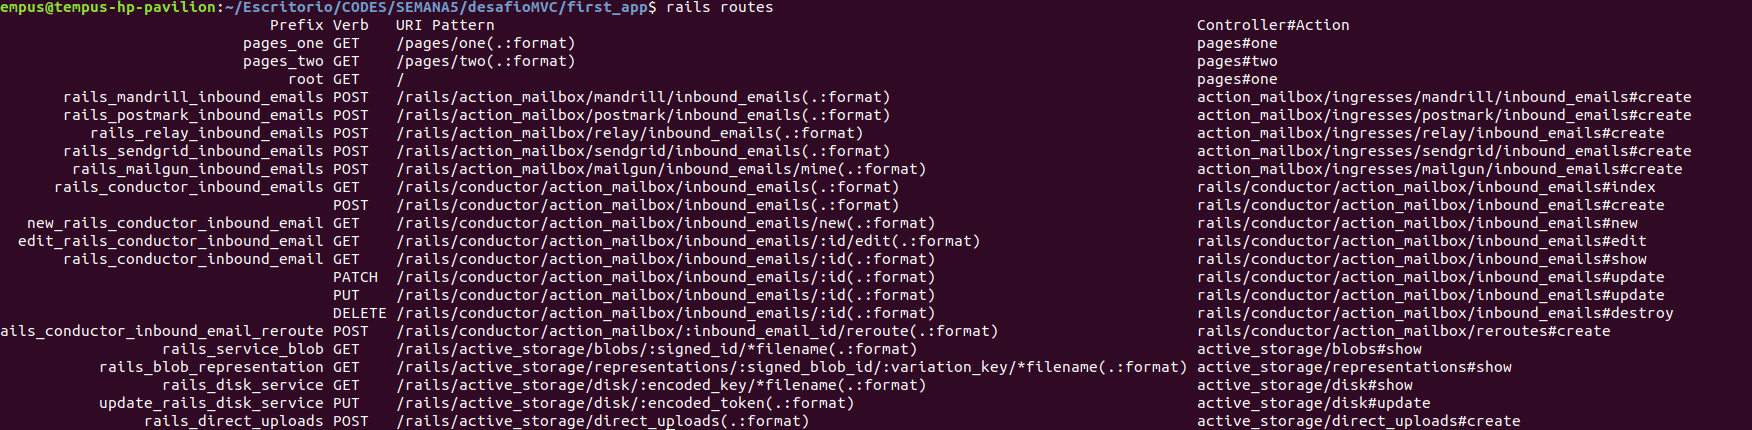 empus@tempus-hp-pavilion:~/Escritorio/CODES/SEMANA5/desafioMVC/first_app$ rails routes
Prefix Verb URI Pattern Controller#Action
pages_one GET /pages/one(.:format) pages#one
pages_two GET /pages/two(.:format) pages#two
root GET / pages#one
rails_mandrill_inbound_emails POST /rails/action_mailbox/mandrill/inbound_emails(.:format) action_mailbox/ingresses/mandrill/inbound_emails#create
rails_postmark_inbound_emails POST /rails/action_mailbox/postmark/inbound_emails(.:format) action_mailbox/ingresses/postmark/inbound_emails#create
rails_relay_inbound_emails POST /rails/action_mailbox/relay/inbound_emails(.:format) action_mailbox/ingresses/relay/inbound_emails#create
rails_sendgrid_inbound_emails POST /rails/action_mailbox/sendgrid/inbound_emails(.:format) action_mailbox/ingresses/sendgrid/inbound_emails#create
rails_mailgun_inbound_emails POST /rails/action_mailbox/mailgun/inbound_emails/mime(.:format) action_mailbox/ingresses/mailgun/inbound_emails#create
rails_conductor_inbound_emails GET /rails/conductor/action_mailbox/inbound_emails(.:format) rails/conductor/action_mailbox/inbound_emails#index
POST /rails/conductor/action_mailbox/inbound_emails(.:format) rails/conductor/action_mailbox/inbound_emails#create
new_rails_conductor_inbound_email GET /rails/conductor/action_mailbox/inbound_emails/new(.:format) rails/conductor/action_mailbox/inbound_emails#new
edit_rails_conductor_inbound_email GET /rails/conductor/action_mailbox/inbound_emails/:id/edit(.:format) rails/conductor/action_mailbox/inbound_emails#edit
rails_conductor_inbound_email GET /rails/conductor/action_mailbox/inbound_emails/:id(.:format) rails/conductor/action_mailbox/inbound_emails#show
PATCH /rails/conductor/action_mailbox/inbound_emails/:id(.:format) rails/conductor/action_mailbox/inbound_emails#update
PUT /rails/conductor/action_mailbox/inbound_emails/:id(.:format) rails/conductor/action_mailbox/inbound_emails#update
DELETE /rails/conductor/action_mailbox/inbound_emails/:id(.:format) rails/conductor/action_mailbox/inbound_emails#destroy
ails_conductor_inbound_email_reroute POST /rails/conductor/action_mailbox/:inbound_email_id/reroute(.:format) rails/conductor/action_mailbox/reroutes#create
rails_service_blob GET /rails/active_storage/blobs/:signed_id/*filename(.:format) active_storage/blobs#show
rails_blob_representation GET /rails/active_storage/representations/:signed_blob_id/:variation_key/*filename(.:format) active_storage/representations#show
rails_disk_service GET /rails/active_storage/disk/:encoded_key/*filename(.:format) active_storage/disk#show
update_rails_disk_service PUT /rails/active_storage/disk/:encoded_token(.:format) active_storage/disk#update
rails_direct_uploads POST /rails/active_storage/direct_uploads(.:format) active_storage/direct_uploads#create